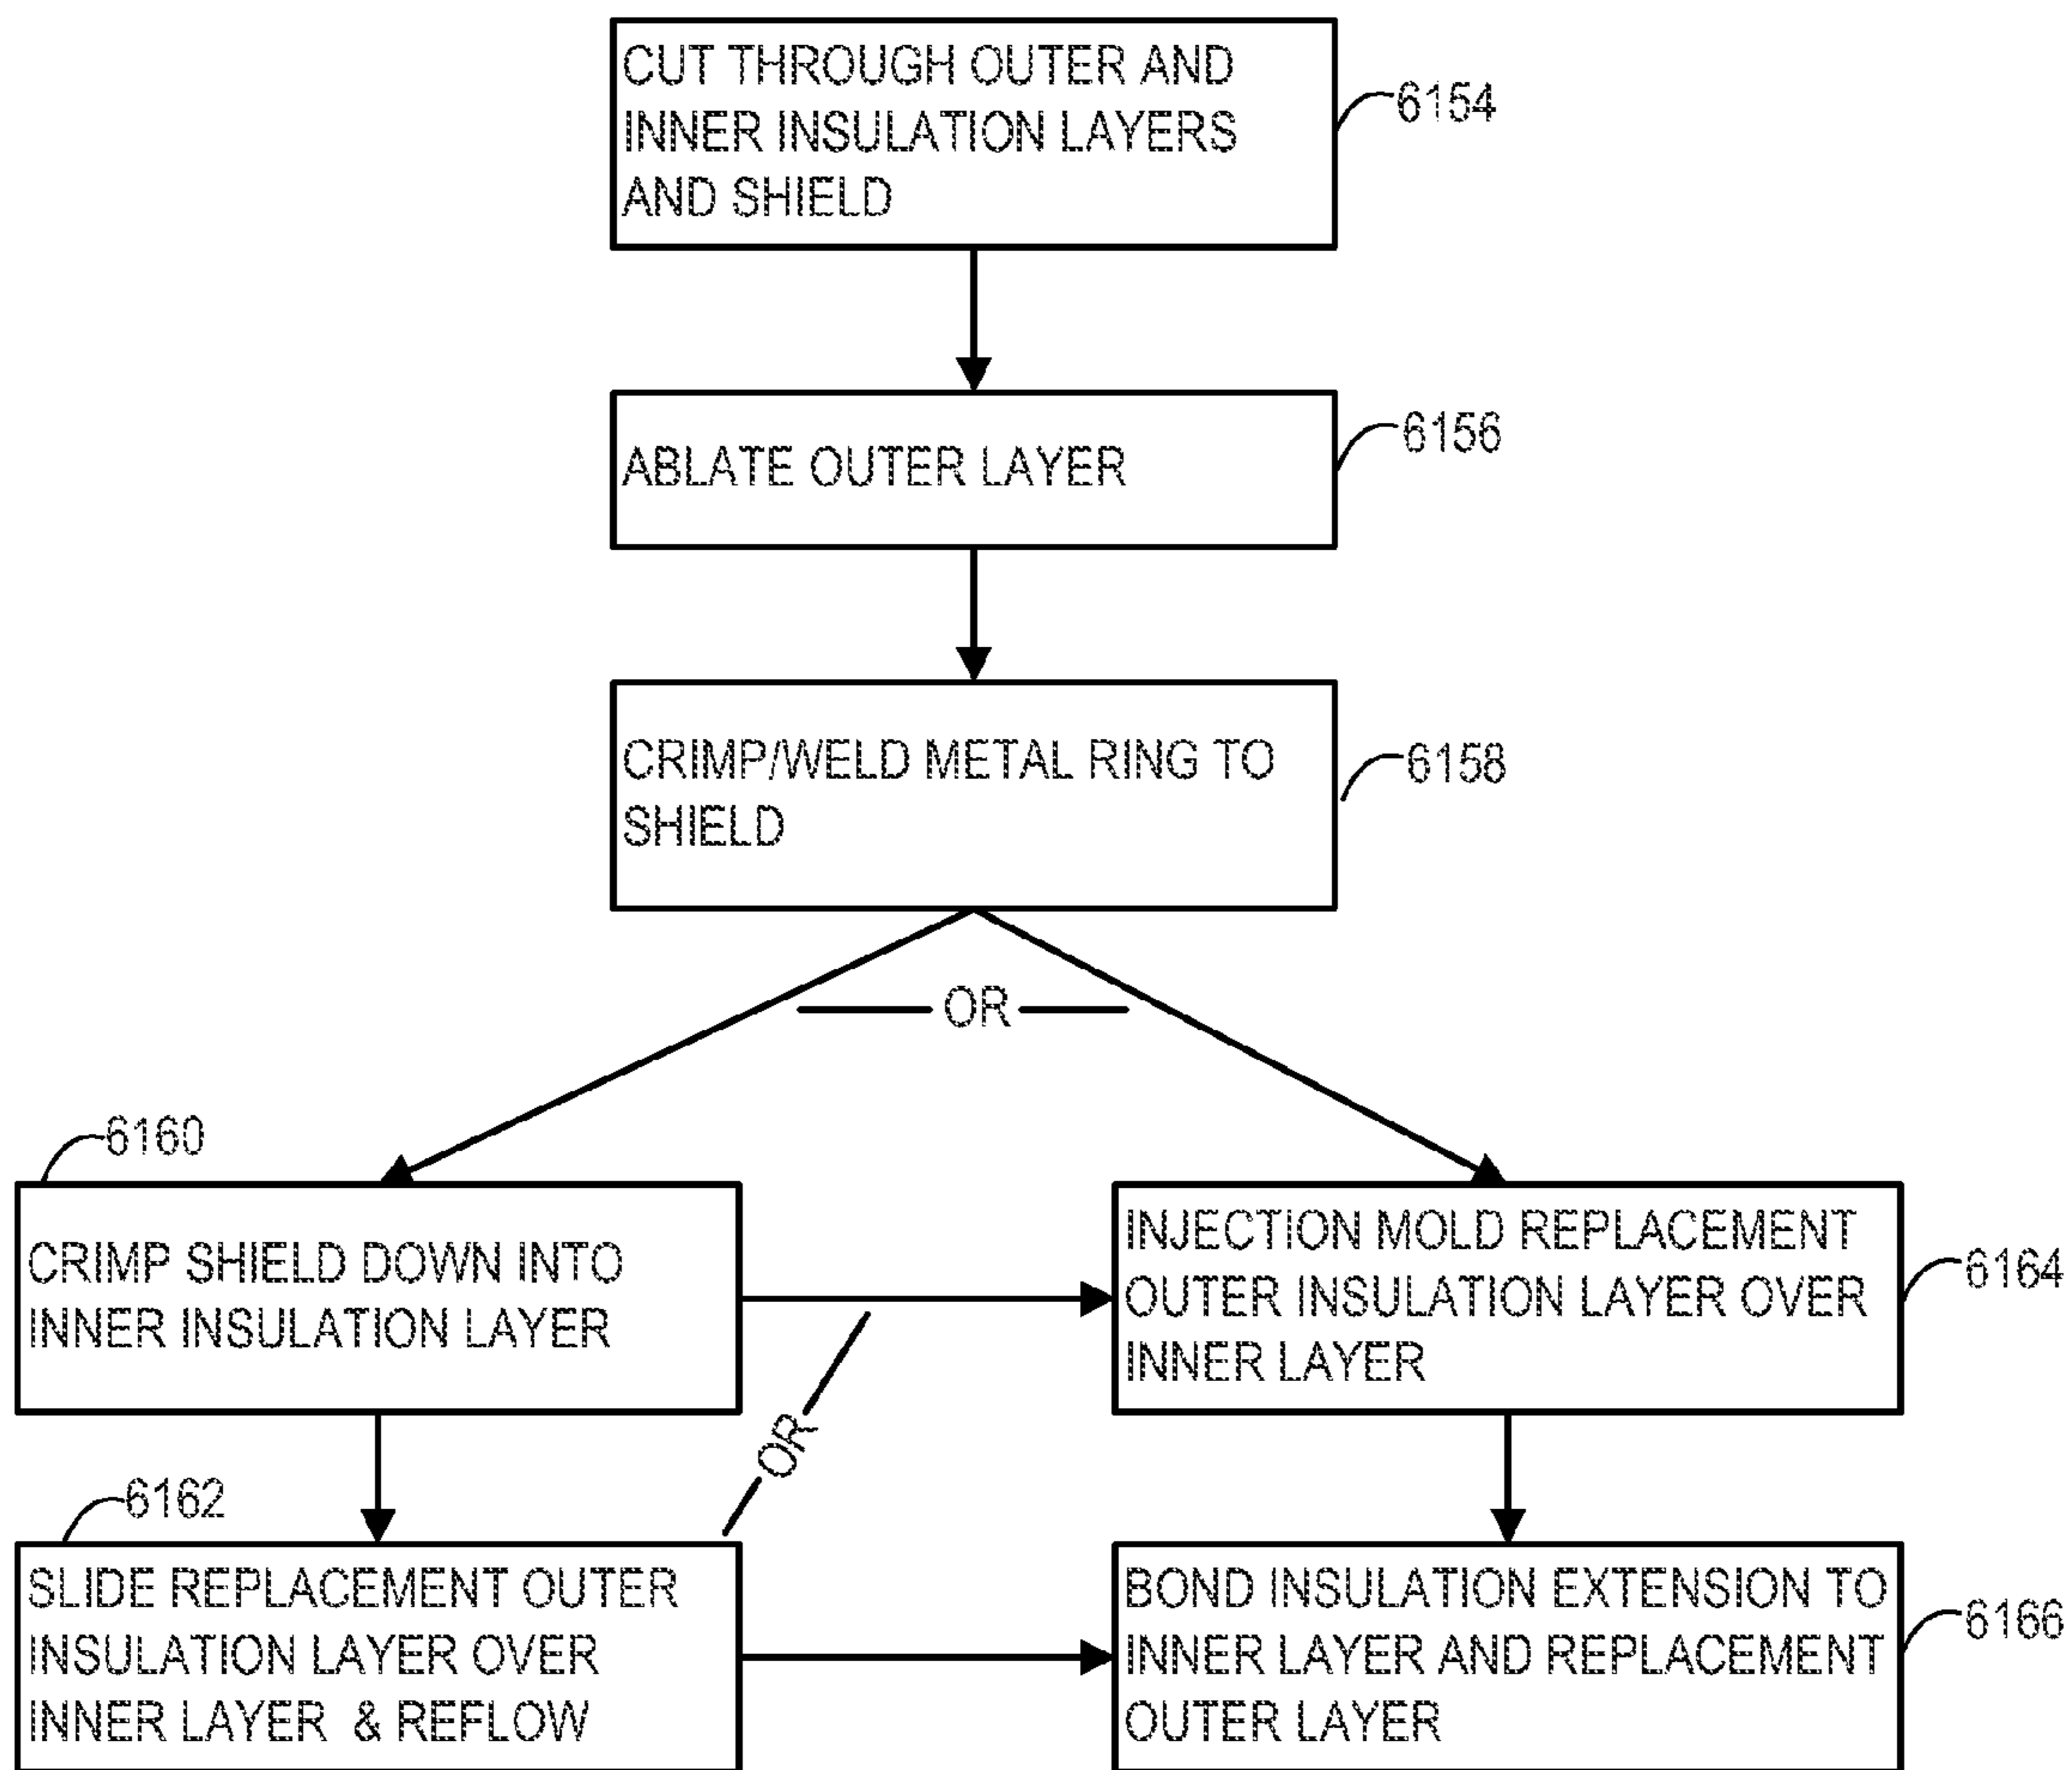 CUT THROUGH OUTER AND
INNER INSULATION LAYERS
AND SHIELD
6154
ABLATE OUTER LAYER
6156
CRIMP/WELD METAL RING TO
SHIELD
6158
OR
6160
CRIMP SHIELD DOWN INTO
INNER INSULATION LAYER
INJECTION MOLD REPLACEMENT
OUTER INSULATION LAYER OVER
INNER LAYER
6164
OR
6162
SLIDE REPLACEMENT OUTER
INSULATION LAYER OVER
INNER LAYER & REFLOW
BOND INSULATION EXTENSION TO
INNER LAYER AND REPLACEMENT
OUTER LAYER
6166